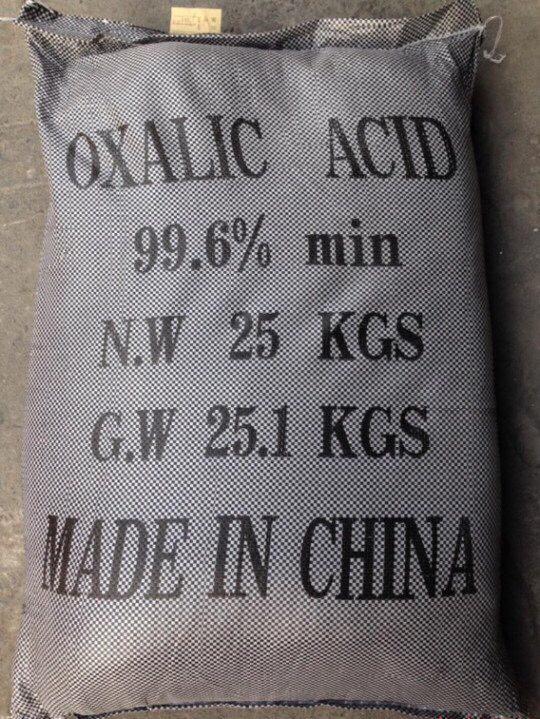 OXALIC ACID
99.6% min
N.W 25 KGS
G.W 25.1 KGS
MADE IN CHINA